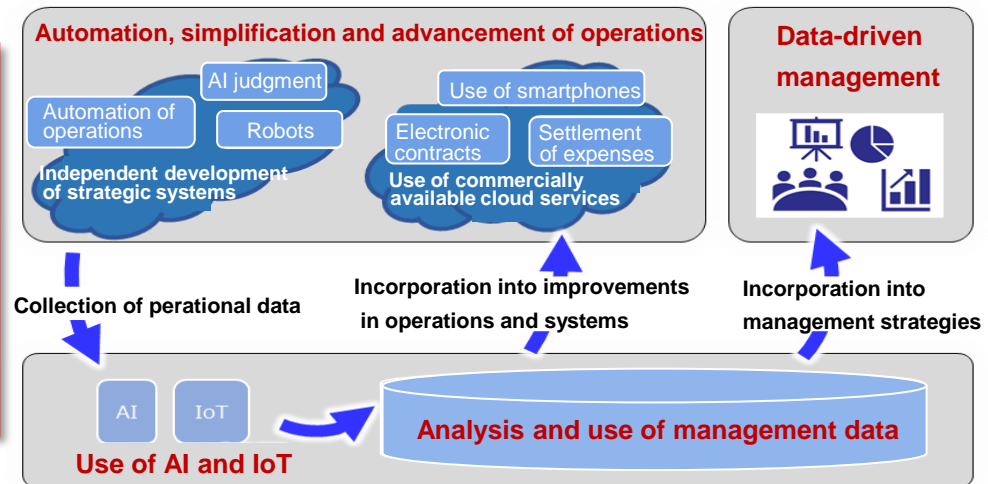 Automation, simplification and advancement of operations
AI judgment
Automation of
operations
Robots
Independent development
of strategic systems
Use of smartphones
Electronic
contracts
Settlement
of expenses
Use of commercially
available cloud services
Data-driven
management
Collection of perational data
Incorporation into improvements
in operations and systems
Incorporation into
management strategies
AI
IoT
Use of AI and IoT
Analysis and use of management data